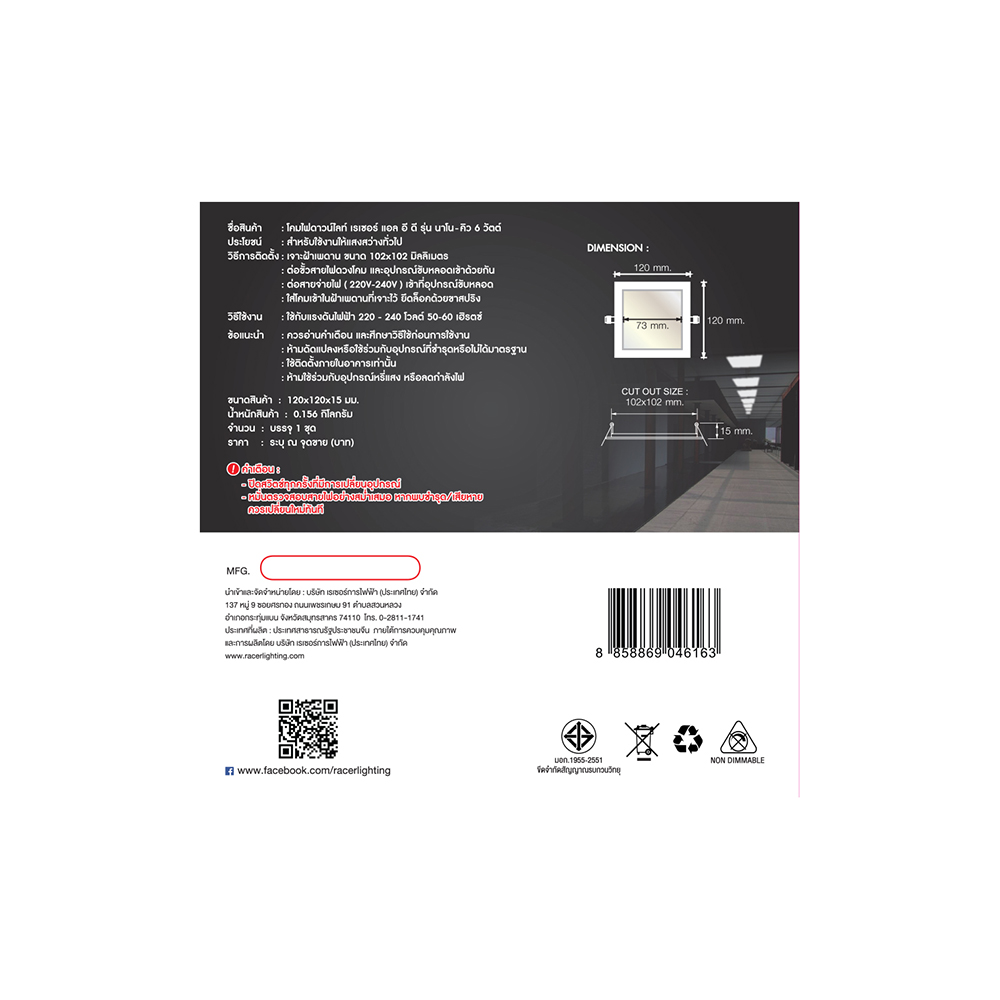 ชื่อสินค้า : โคมไฟดาวน์ไลท์ เรเซอร์ แอล อี ดี รุ่น นาโน-คิว 6 วัตต์
ประโยชน์ : สำหรับใช้งานให้แสงสว่างทั่วไป
วิธีการติดตั้ง : เจาะฝ้าเพดาน ขนาด 102x102 มิลลิเมตร
: ต่อขั้วสายไฟดวงโคม และอุปกรณ์ขับหลอดเข้าด้วยกัน
: ต่อสายจ่ายไฟ ( 220V-240V ) เข้าที่อุปกรณ์ขับหลอด
: ใส่โคมเข้าในฝ้าเพดานที่เจาะไว้ ยึดล็อคด้วยขาสปริง
วิธีใช้งาน : ใช้กับแรงดันไฟฟ้า 220 - 240 โวลต์ 50-60 เฮิรตซ์
ข้อแนะนำ : ควรอ่านคำเตือน และศึกษาวิธีใช้ก่อนการใช้งาน
: ห้ามดัดแปลงหรือใช้ร่วมกับอุปกรณ์ที่ชำรุดหรือไม่ได้มาตรฐาน
: ใช้ติดตั้งภายในอาคารเท่านั้น
: ห้ามใช้ร่วมกับอุปกรณ์หรี่แสง หรือลดกำลังไฟ
ขนาดสินค้า : 120x120x15 มม.
น้ำหนักสินค้า : 0.156 กิโลกรัม
จำนวน : บรรจุ 1 ชุด
ราคา : ระบุ ณ จุดขาย (บาท)
! คำเตือน :
- ปิดสวิตช์ทุกครั้งที่มีการเปลี่ยนอุปกรณ์
- หมั่นตรวจสอบสายไฟอย่างสม่ำเสมอ หากพบชำรุด/เสียหาย
ควรเปลี่ยนใหม่ทันที
DIMENSION :
120 mm.
73 mm.
120 mm.
CUT OUT SIZE :
102x102 mm.
15 mm.
MFG.
นำเข้าและจัดจำหน่ายโดย : บริษัท เรเซอร์การไฟฟ้า (ประเทศไทย) จำกัด
137 หมู่ 9 ซอยศรทอง ถนนเพชรเกษม 91 ตำบลสวนหลวง
อำเภอกระทุ่มแบน จังหวัดสมุทรสาคร 74110 โทร. 0-2811-1741
ประเทศที่ผลิต : ประเทศสาธารณรัฐประชาชนจีน ภายใต้การควบคุมคุณภาพ
และการผลิตโดย บริษัท เรเซอร์การไฟฟ้า (ประเทศไทย) จำกัด
www.racerlighting.com
8 858869 046163
www.facebook.com/racerlighting
มอก.1955-2551
ขีดจำกัดสัญญาณรบกวนวิทยุ
NON DIMMABLE